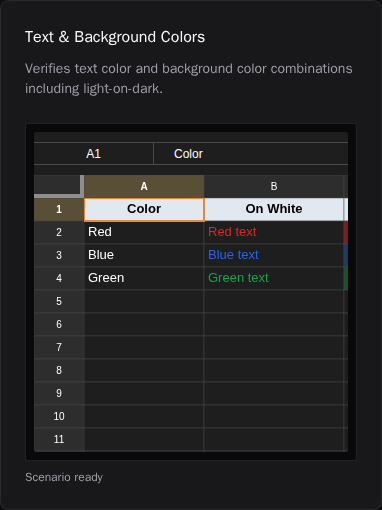 Text & Background Colors
Verifies text color and background color combinations
including light-on-dark.
A1 Color
A B
1 Color On White
2 Red Red text
3 Blue Blue text
4 Green Green text
5
6
7
8
9
10
11
Scenario ready